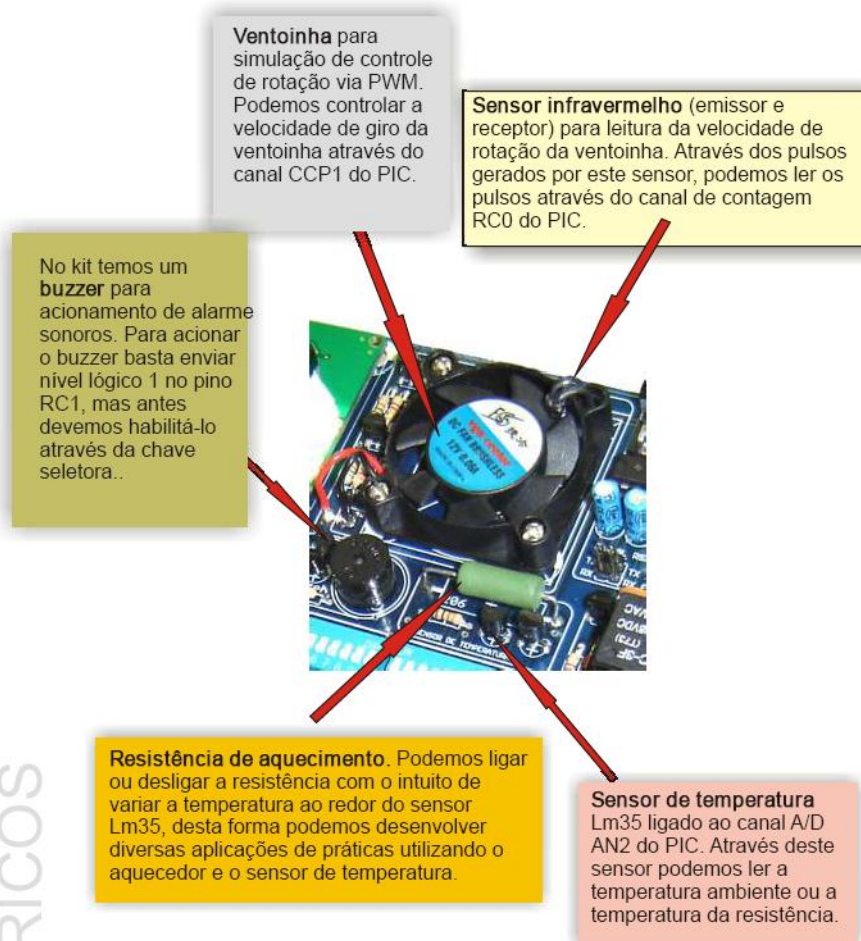 Ventoinha para
simulação de controle
de rotação via PWM.
Podemos controlar a
velocidade de giro da
ventoinha através do
canal CCP1 do PIC.
Sensor infravermelho (emissor e
receptor) para leitura da velocidade de
rotação da ventoinha. Através dos pulsos
gerados por este sensor, podemos ler os
pulsos através do canal de contagem
RC0 do PIC.
No kit temos um
buzzer para
acionamento de alarme
sonoros. Para acionar
o buzzer basta enviar
nível lógico 1 no pino
RC1, mas antes
devemos habilitá-lo
através da chave
seletora..
DC FAN BRUSHLESS
12V 0.06A
SENSOR DE TEMPERATURA
Resistência de aquecimento. Podemos ligar
ou desligar a resistência com o intuito de
variar a temperatura ao redor do sensor
Lm35, desta forma podemos desenvolver
diversas aplicações de práticas utilizando o
aquecedor e o sensor de temperatura.
Sensor de temperatura
Lm35 ligado ao canal A/D
AN2 do PIC. Através deste
sensor podemos ler a
temperatura ambiente ou a
temperatura da resistência.
RICOS